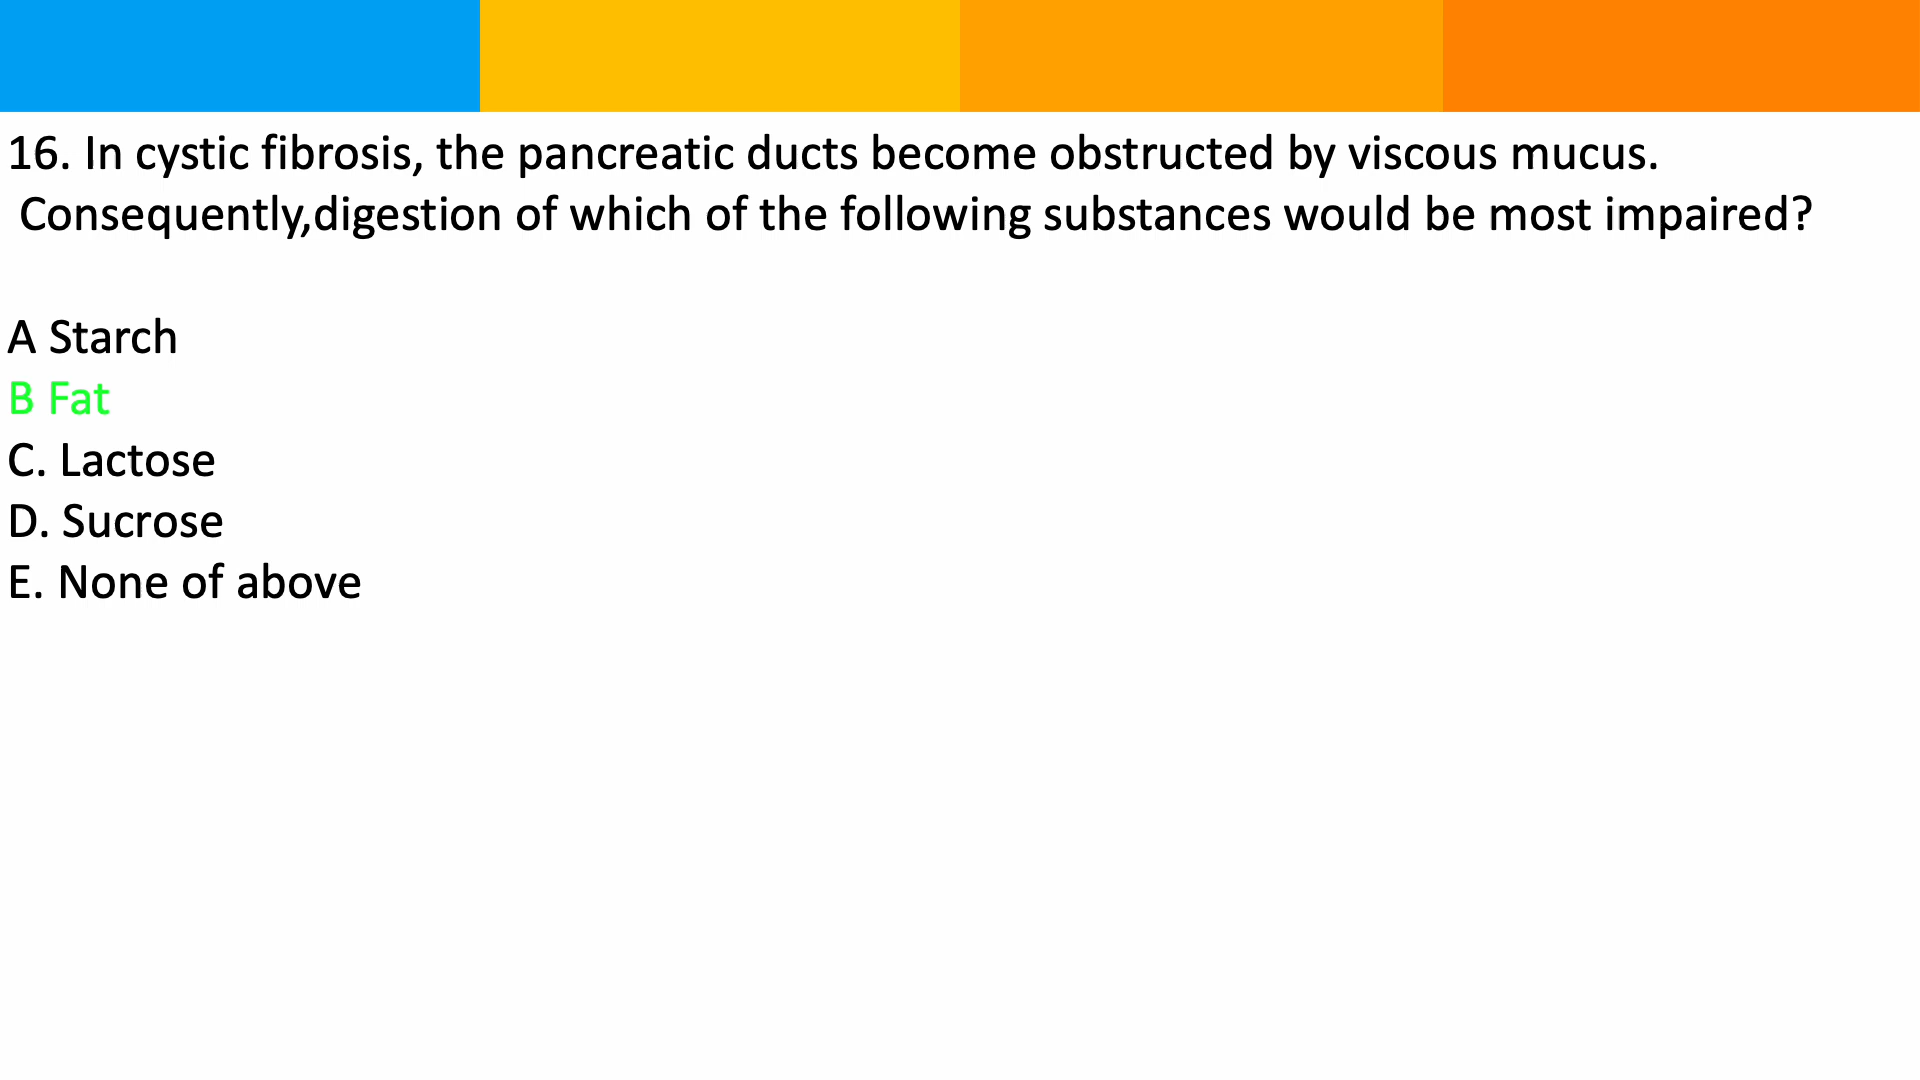 16. In cystic fibrosis, the pancreatic ducts become obstructed by viscous mucus.
Consequently,digestion of which of the following substances would be most impaired?
A Starch
B Fat
C. Lactose
D. Sucrose
E. None of above